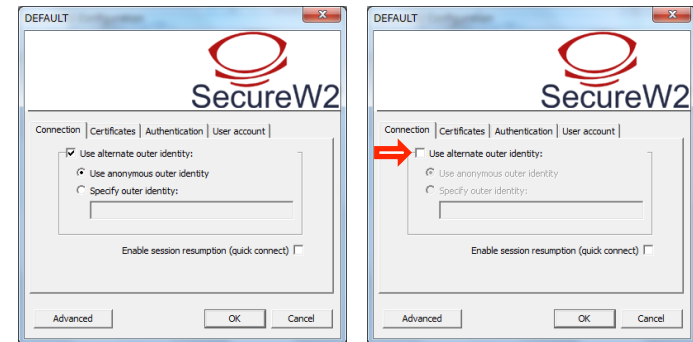 DEFAULT
SecureW2
Connection Certificates Authentication User account
Use alternate outer identity:
Use anonymous outer identity
Specify outer identity:
Enable session resumption (quick connect)
Advanced OK Cancel
DEFAULT
SecureW2
Connection Certificates Authentication User account
Use alternate outer identity:
Use anonymous outer identity
Specify outer identity:
Enable session resumption (quick connect)
Advanced OK Cancel